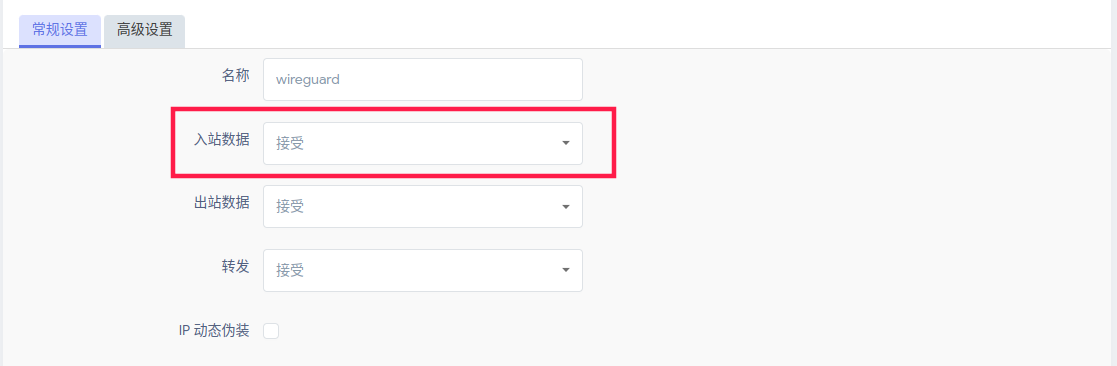 常规设置 高级设置
名称 wireguard
入站数据 接受
出站数据 接受
转发 接受
IP 动态伪装